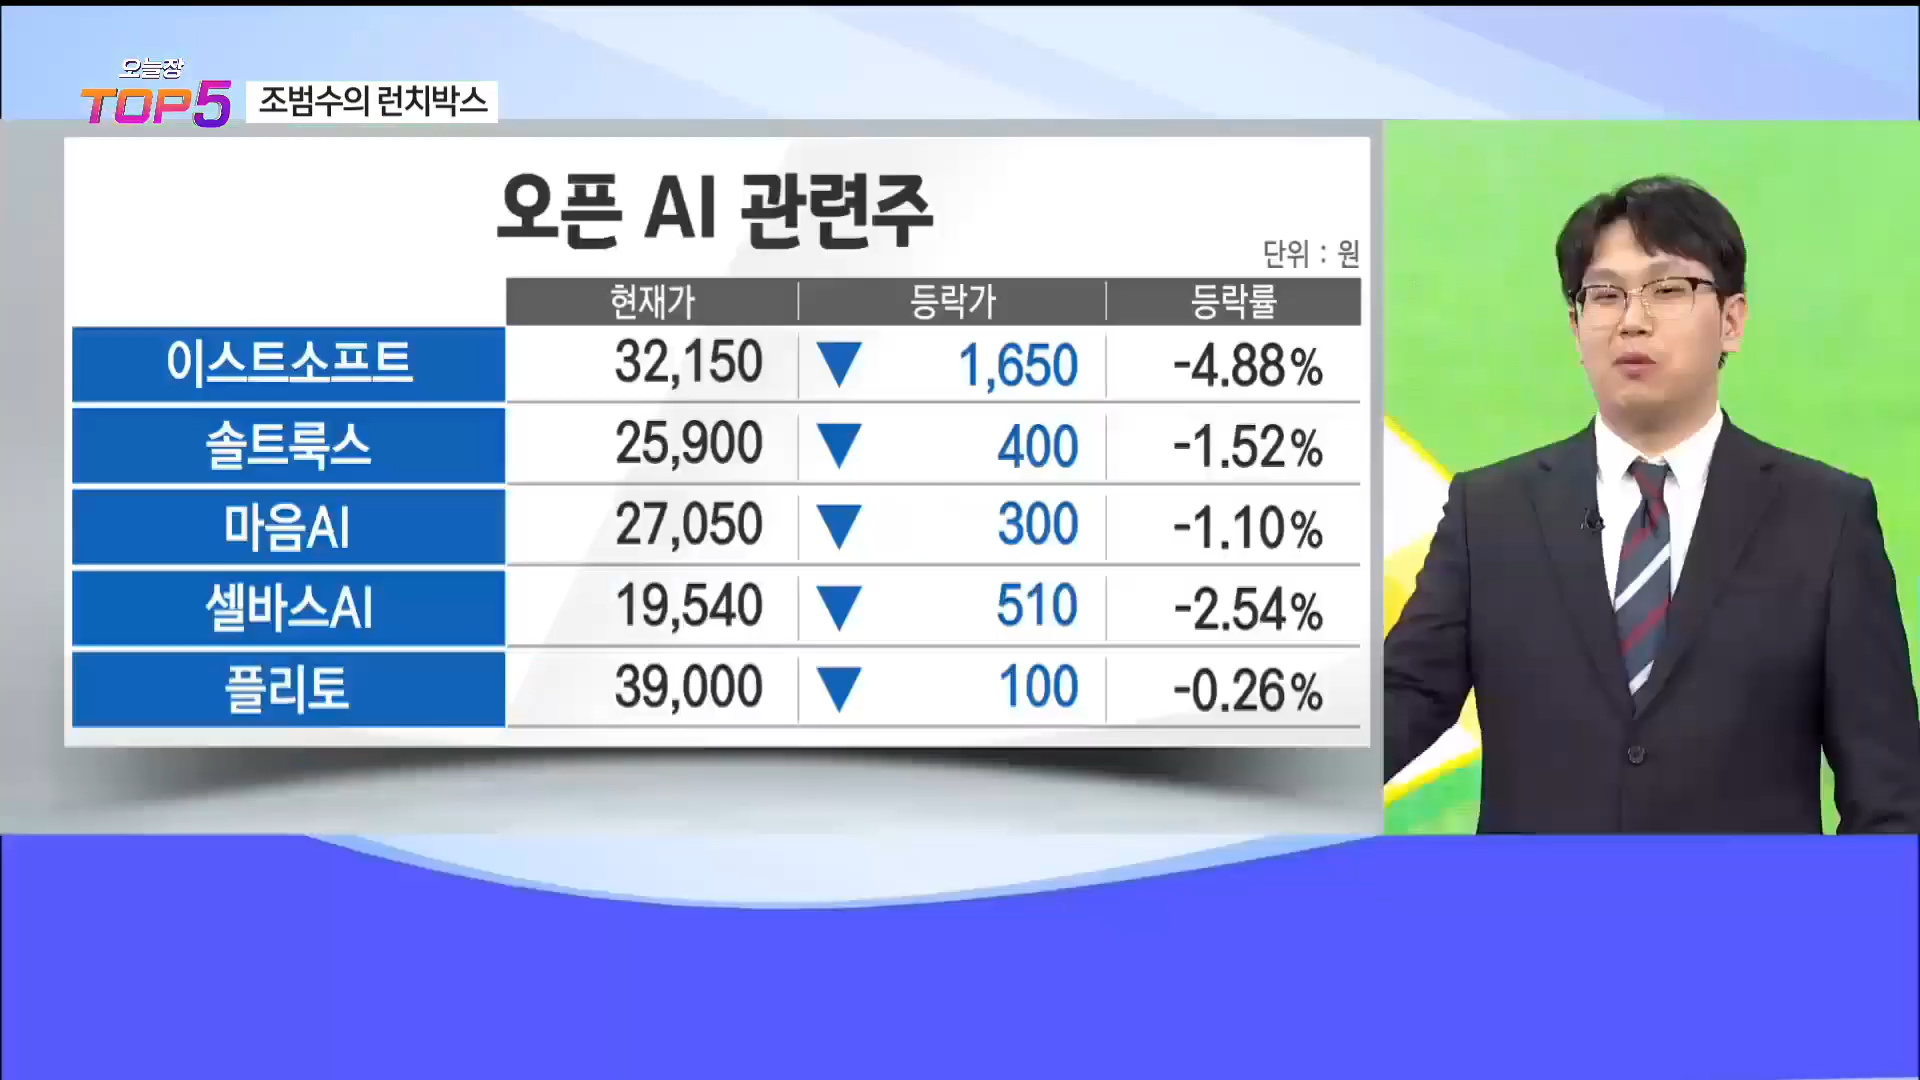 오늘장
TOP5 조범수의 런치박스
오픈 AI 관련주
단위 : 원
현재가 등락가 등락률
이스트소프트 32,150 ▼ 1,650 -4.88%
솔트룩스 25,900 ▼ 400 -1.52%
마음AI 27,050 ▼ 300 -1.10%
셀바스AI 19,540 ▼ 510 -2.54%
플리토 39,000 ▼ 100 -0.26%